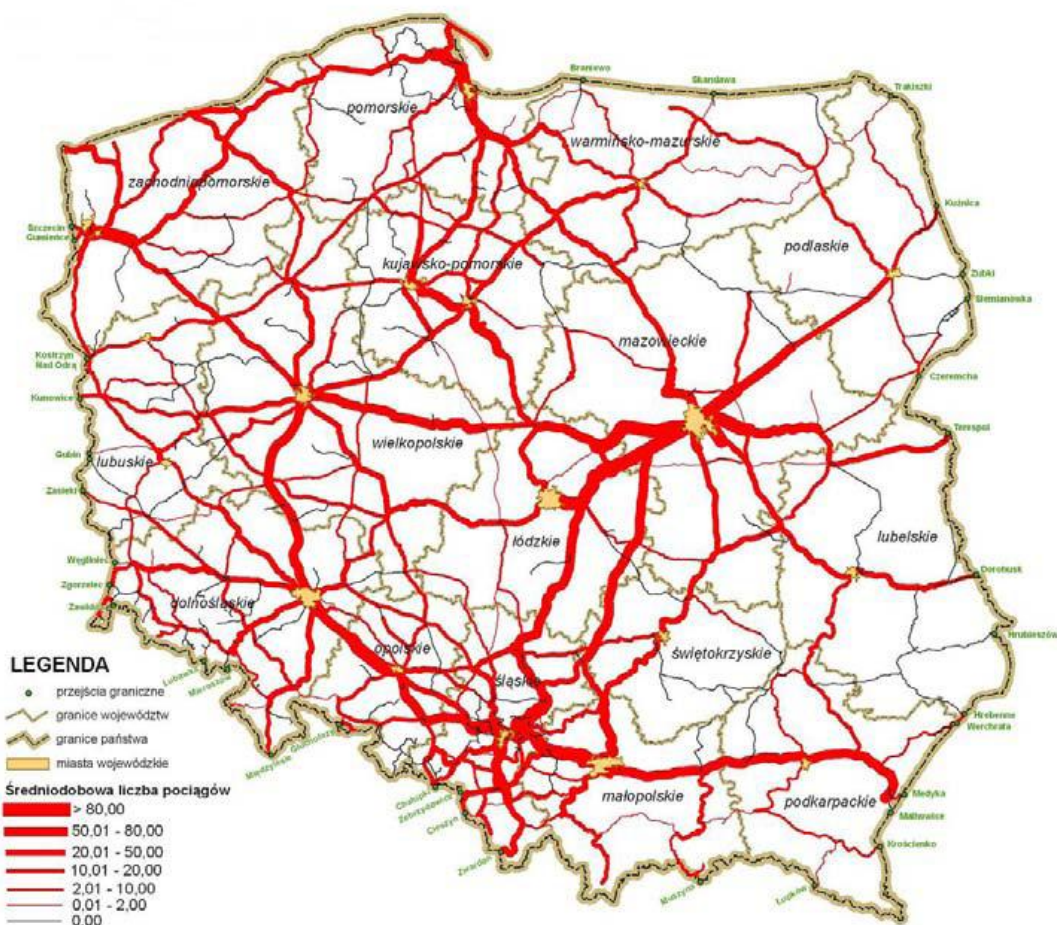 Braniewo
Skandawa
Trakiszki
pomorskie
warmińsko-mazurskie
zachodniopomorskie
Kuźnica
Szczecin
Gumieńce
podlaskie
kujawsko-pomorskie
Zubki
Siemianówka
mazowieckie
Kostrzyn
Nad Odrą
Czeremcha
Kunowice
Terespol
wielkopolskie
Gubin
lubuskie
Zasieki
łódzkie
lubelskie
Węgliniec
Dorohusk
Zgorzelec
dolnośląskie
Zawidów
Hrubieszów
opolskie
świętokrzyskie
śląskie
Lubawka
Mieroszów
Hrebenne
Werchrata
Międzylesie
Głuchołazy
Chałupki
Zebrzydowice
Cieszyn
małopolskie
podkarpackie
Medyka
Malhowice
Krościenko
Zwardoń
Muszyna
Łupków
LEGENDA
przejścia graniczne
granice województw
granice państwa
miasta wojewódzkie
Średniodobowa liczba pociągów
> 80,00
50,01 - 80,00
20,01 - 50,00
10,01 - 20,00
2,01 - 10,00
0,01 - 2,00
0,00